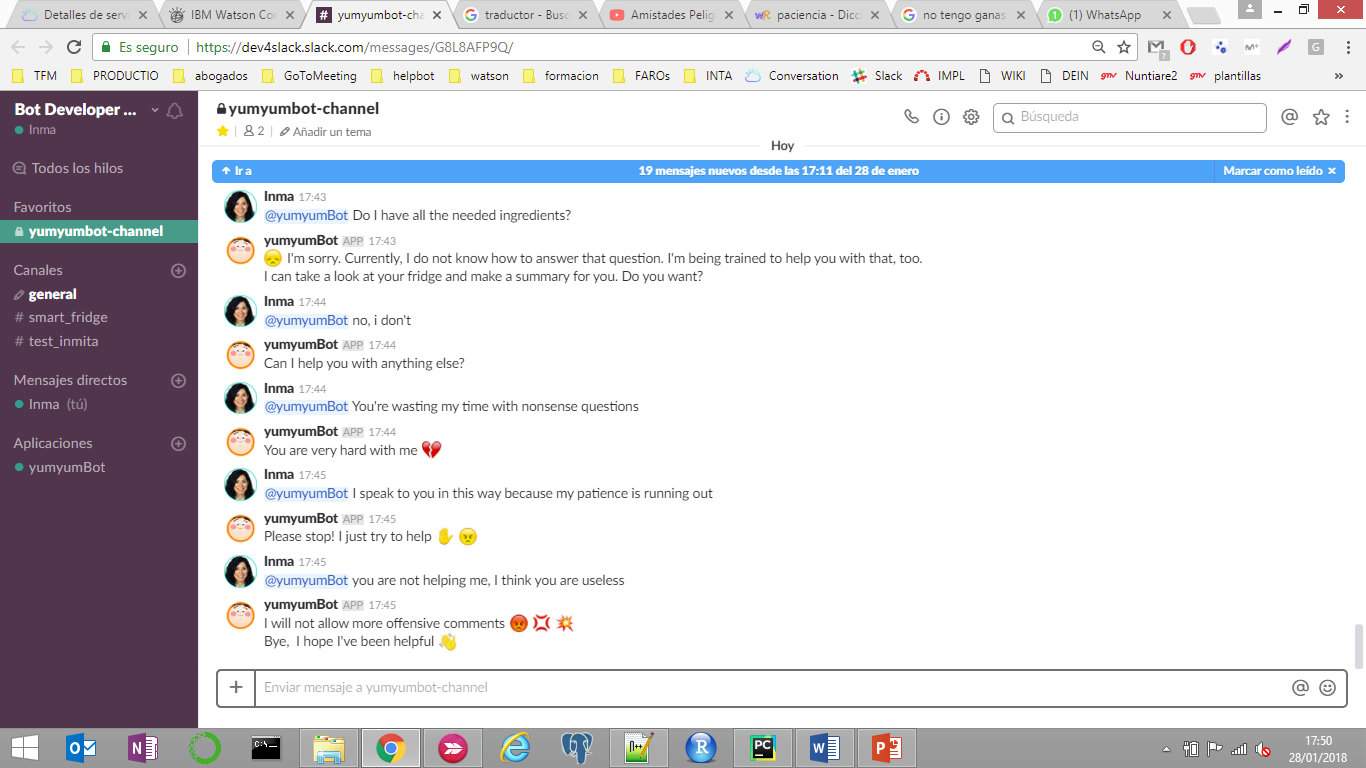 Detalles de servi
IBM Watson Con
yumyumbot-cha
traductor - Busc
Amistades Pelig
paciencia - Dicci
no tengo ganas
(1) WhatsApp
Es seguro https://dev4slack.slack.com/messages/G8L8AFP9Q/
TFM PRODUCTIO abogados GoToMeeting helpbot watson formacion FAROs INTA Conversation Slack IMPL WIKI DEIN Nuntiare2 plantillas »
Bot Developer ...
Inma
Todos los hilos
Favoritos
yumyumbot-channel
Canales
general
# smart_fridge
# test_inmita
Mensajes directos
Inma (tú)
Aplicaciones
yumyumBot
yumyumbot-channel
2 | Añadir un tema
Búsqueda
Hoy
Ir a 19 mensajes nuevos desde las 17:11 del 28 de enero Marcar como leído ×
Inma 17:43
@yumyumBot Do I have all the needed ingredients?
yumyumBot APP 17:43
I'm sorry. Currently, I do not know how to answer that question. I'm being trained to help you with that, too.
I can take a look at your fridge and make a summary for you. Do you want?
Inma 17:44
@yumyumBot no, i don't
yumyumBot APP 17:44
Can I help you with anything else?
Inma 17:44
@yumyumBot You're wasting my time with nonsense questions
yumyumBot APP 17:44
You are very hard with me
Inma 17:45
@yumyumBot I speak to you in this way because my patience is running out
yumyumBot APP 17:45
Please stop! I just try to help
Inma 17:45
@yumyumBot you are not helping me, I think you are useless
yumyumBot APP 17:45
I will not allow more offensive comments
Bye, I hope I've been helpful
Enviar mensaje a yumyumbot-channel
17:50
28/01/2018